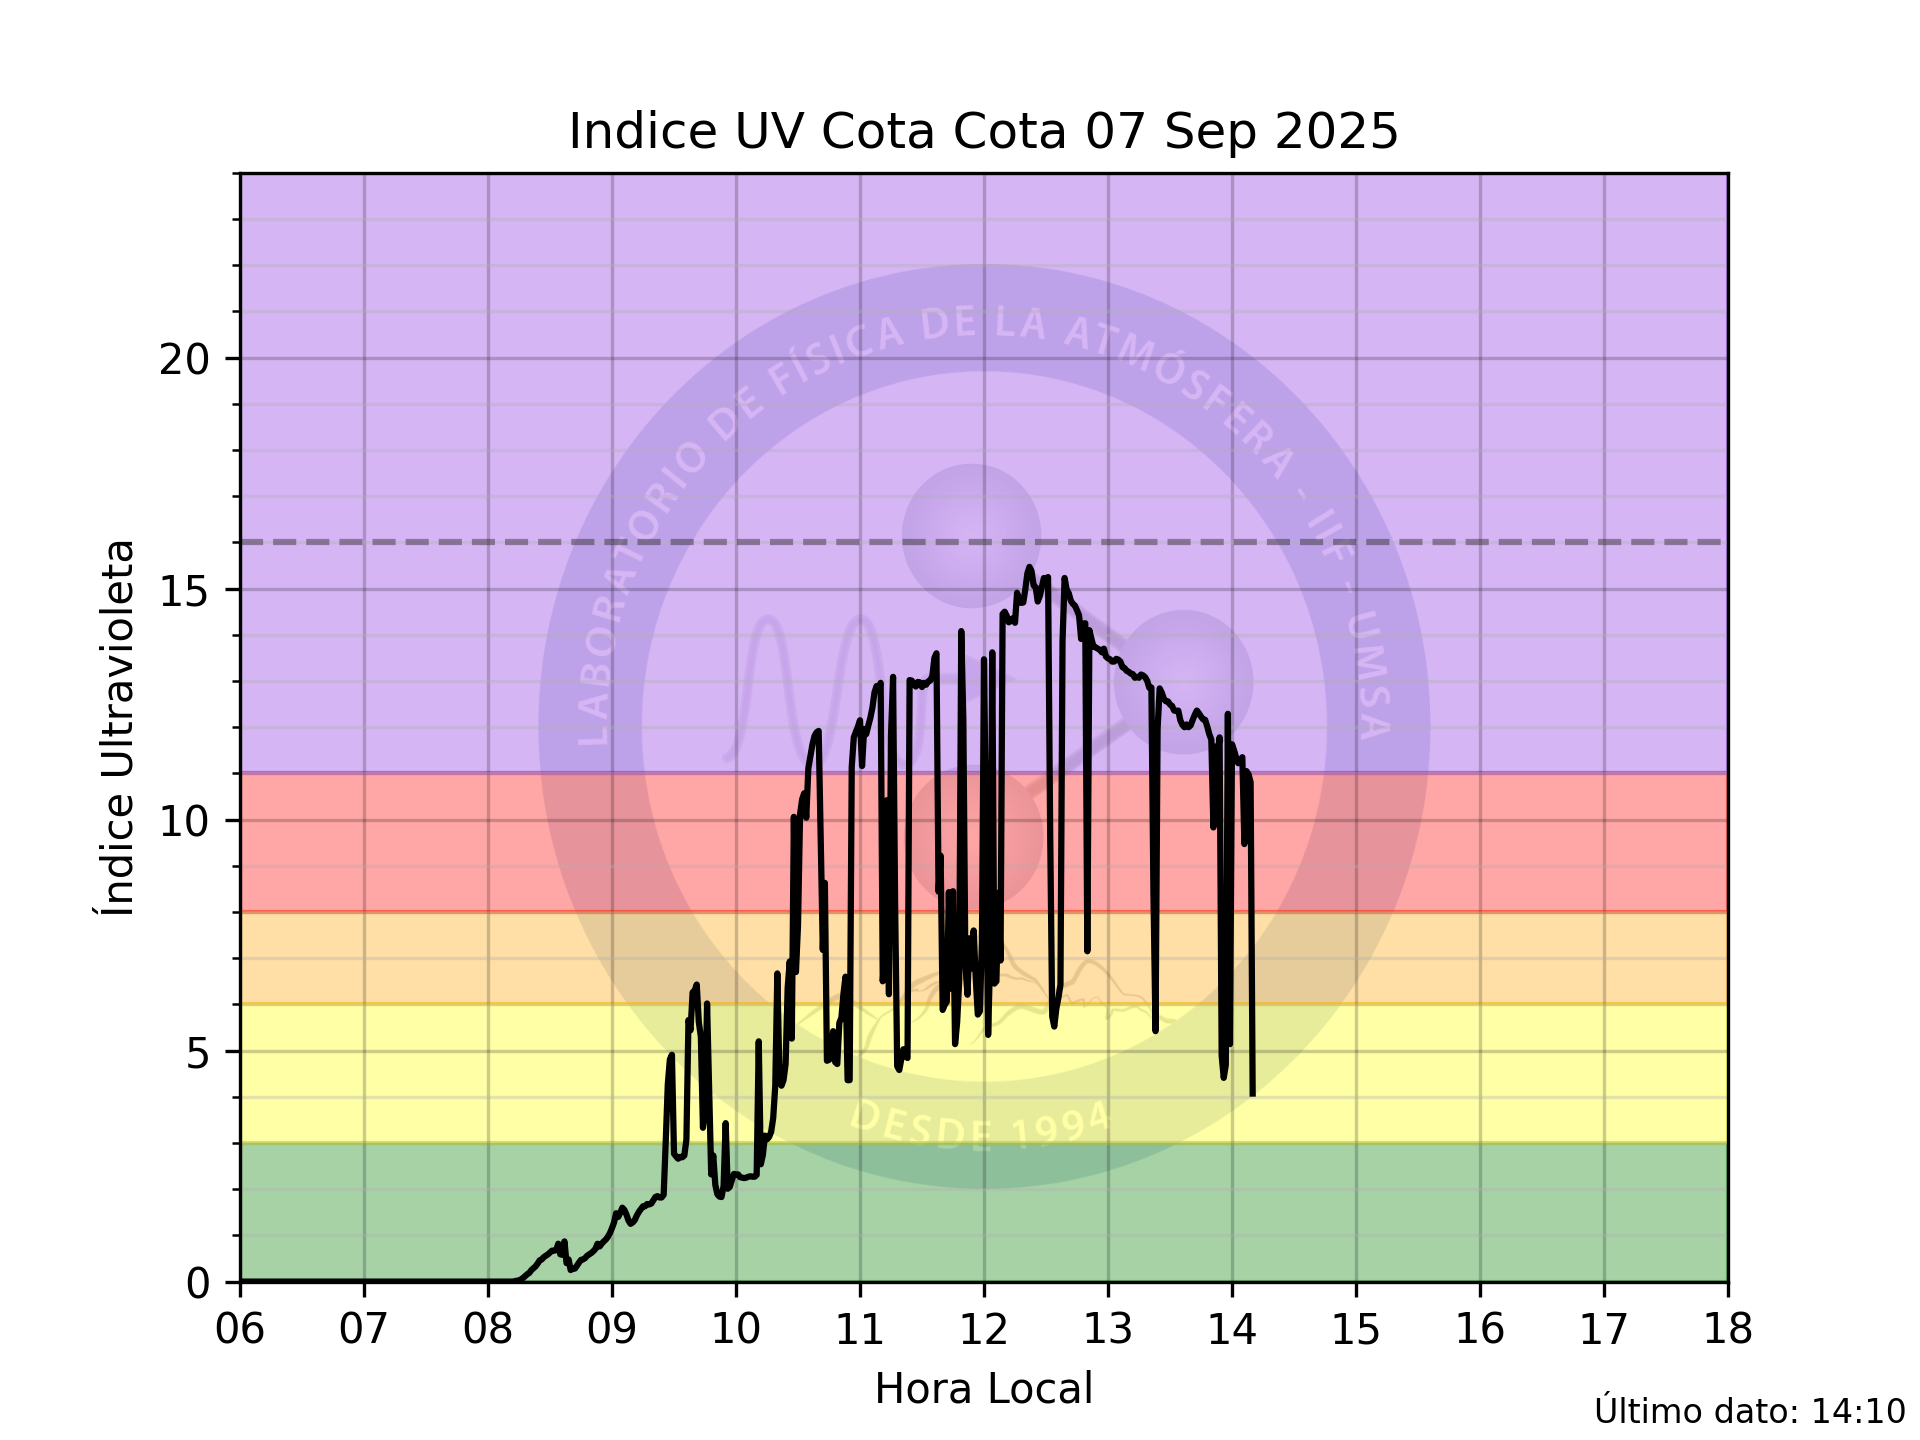 Indice UV Cota Cota 07 Sep 2025
LABORATORIO DE FÍSICA DE LA ATMÓSFERA - IIF - UMSA
DESDE 1994
Índice Ultravioleta
20
15
10
5
0
06 07 08 09 10 11 12 13 14 15 16 17 18
Hora Local
Último dato: 14:10